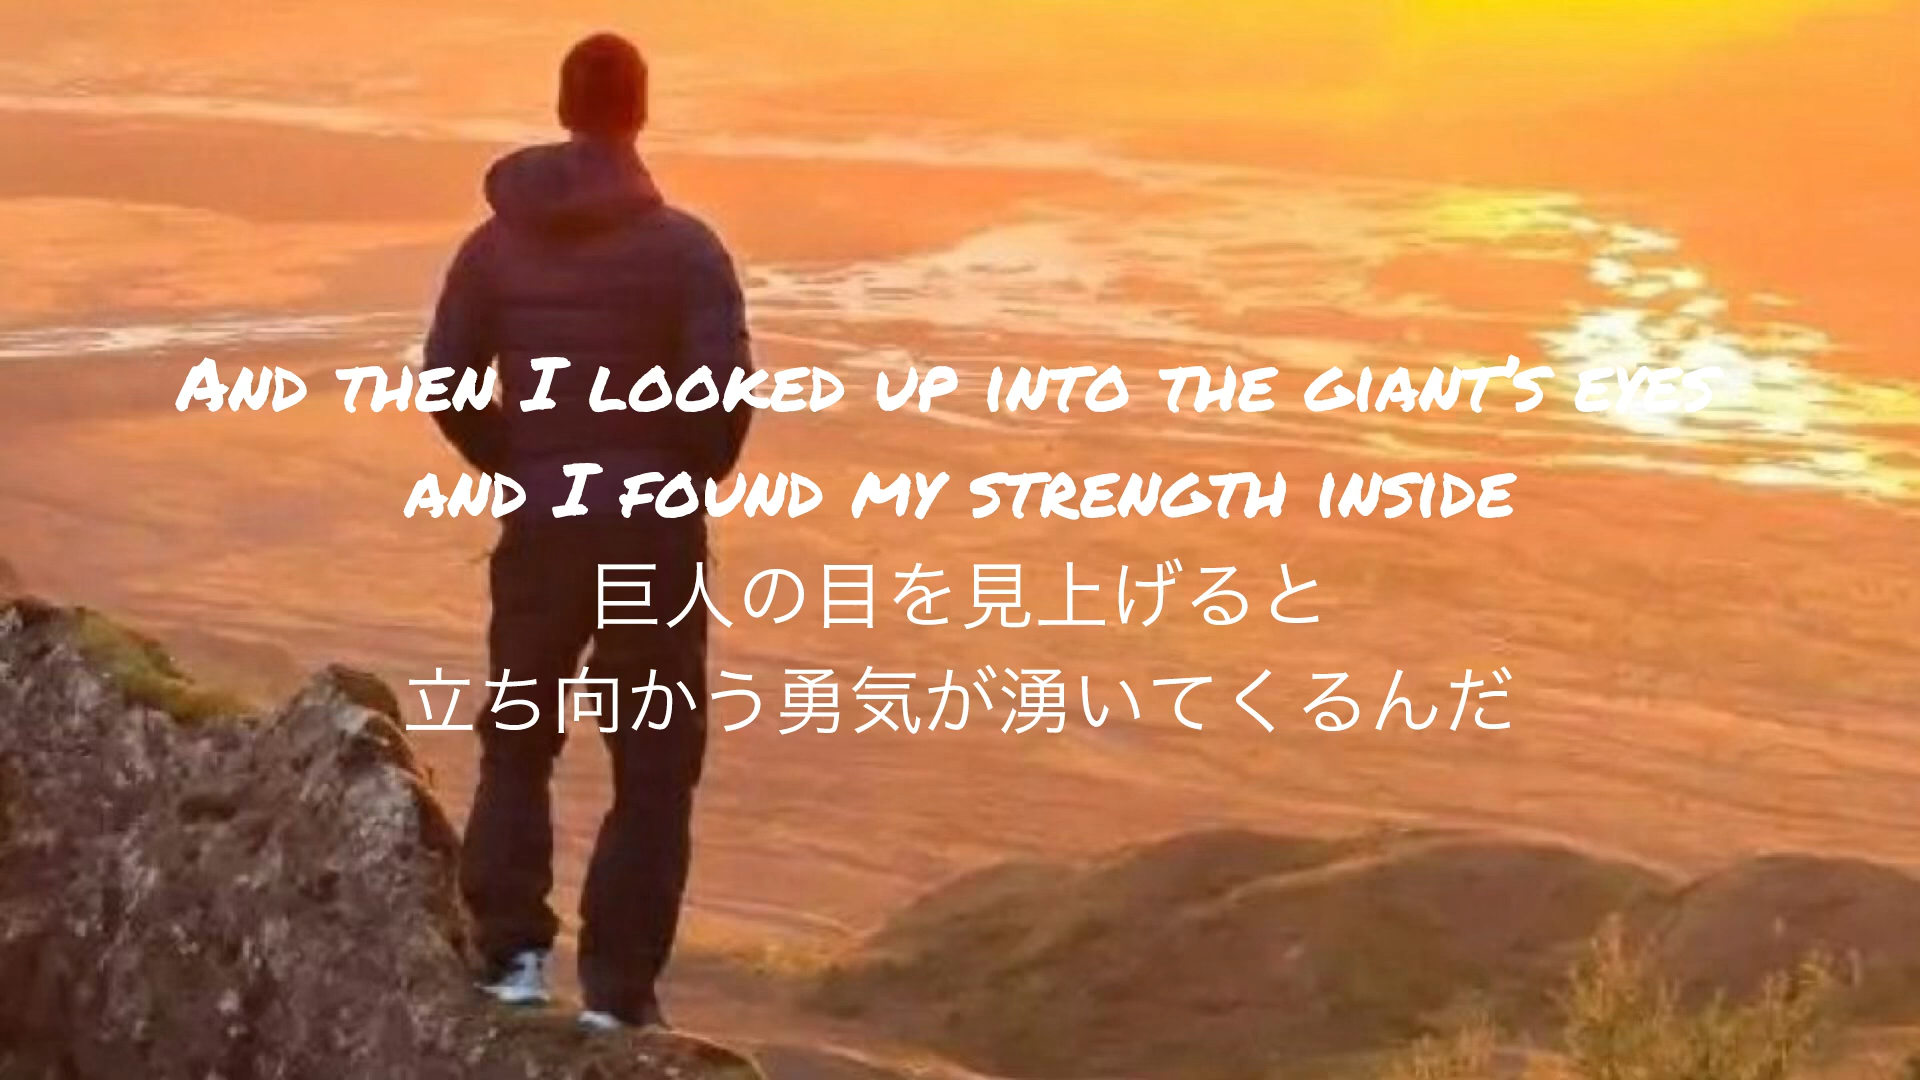 And then I looked up into the giant's eyes
and I found my strength inside
巨人の目を見上げると
立ち向かう勇気が湧いてくるんだ